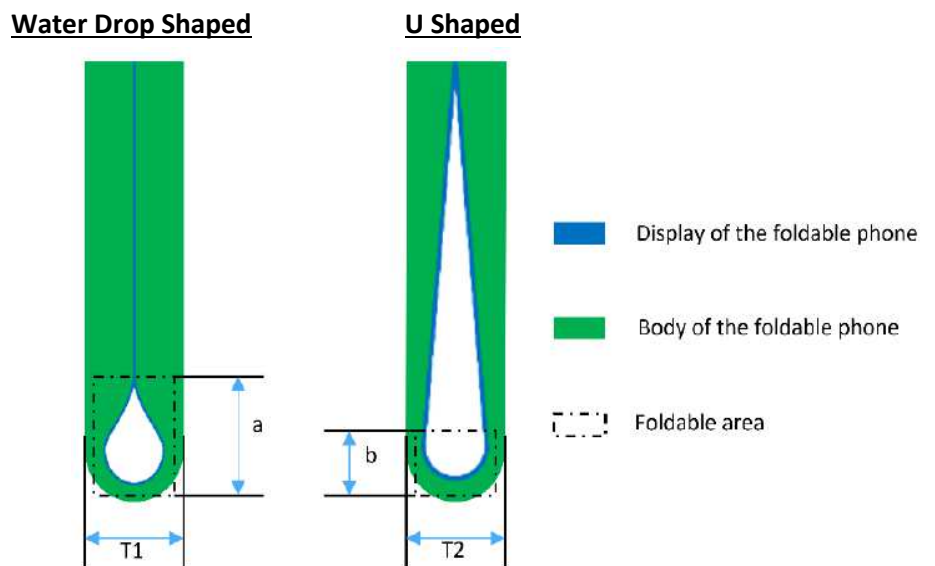 Water Drop Shaped
U Shaped
Display of the foldable phone
Body of the foldable phone
Foldable area
a
b
T1
T2